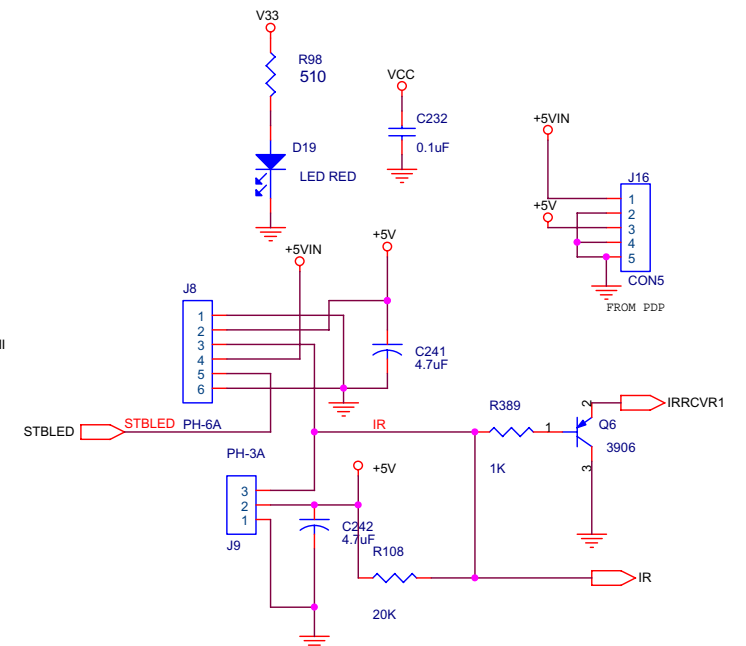 V33
R98
510
VCC
C232
0.1uF
D19
LED RED
+5VIN
J16
+5V
1
2
3
4
5
CON5
FROM PDP
+5VIN
+5V
J8
1
2
3
4
5
6
C241
4.7uF
STBLED
STBLED
PH-6A
IR
R389
1K
1
2
3
Q6
3906
IRRCVR1
PH-3A
+5V
3
2
1
J9
C242
4.7uF
R108
20K
IR